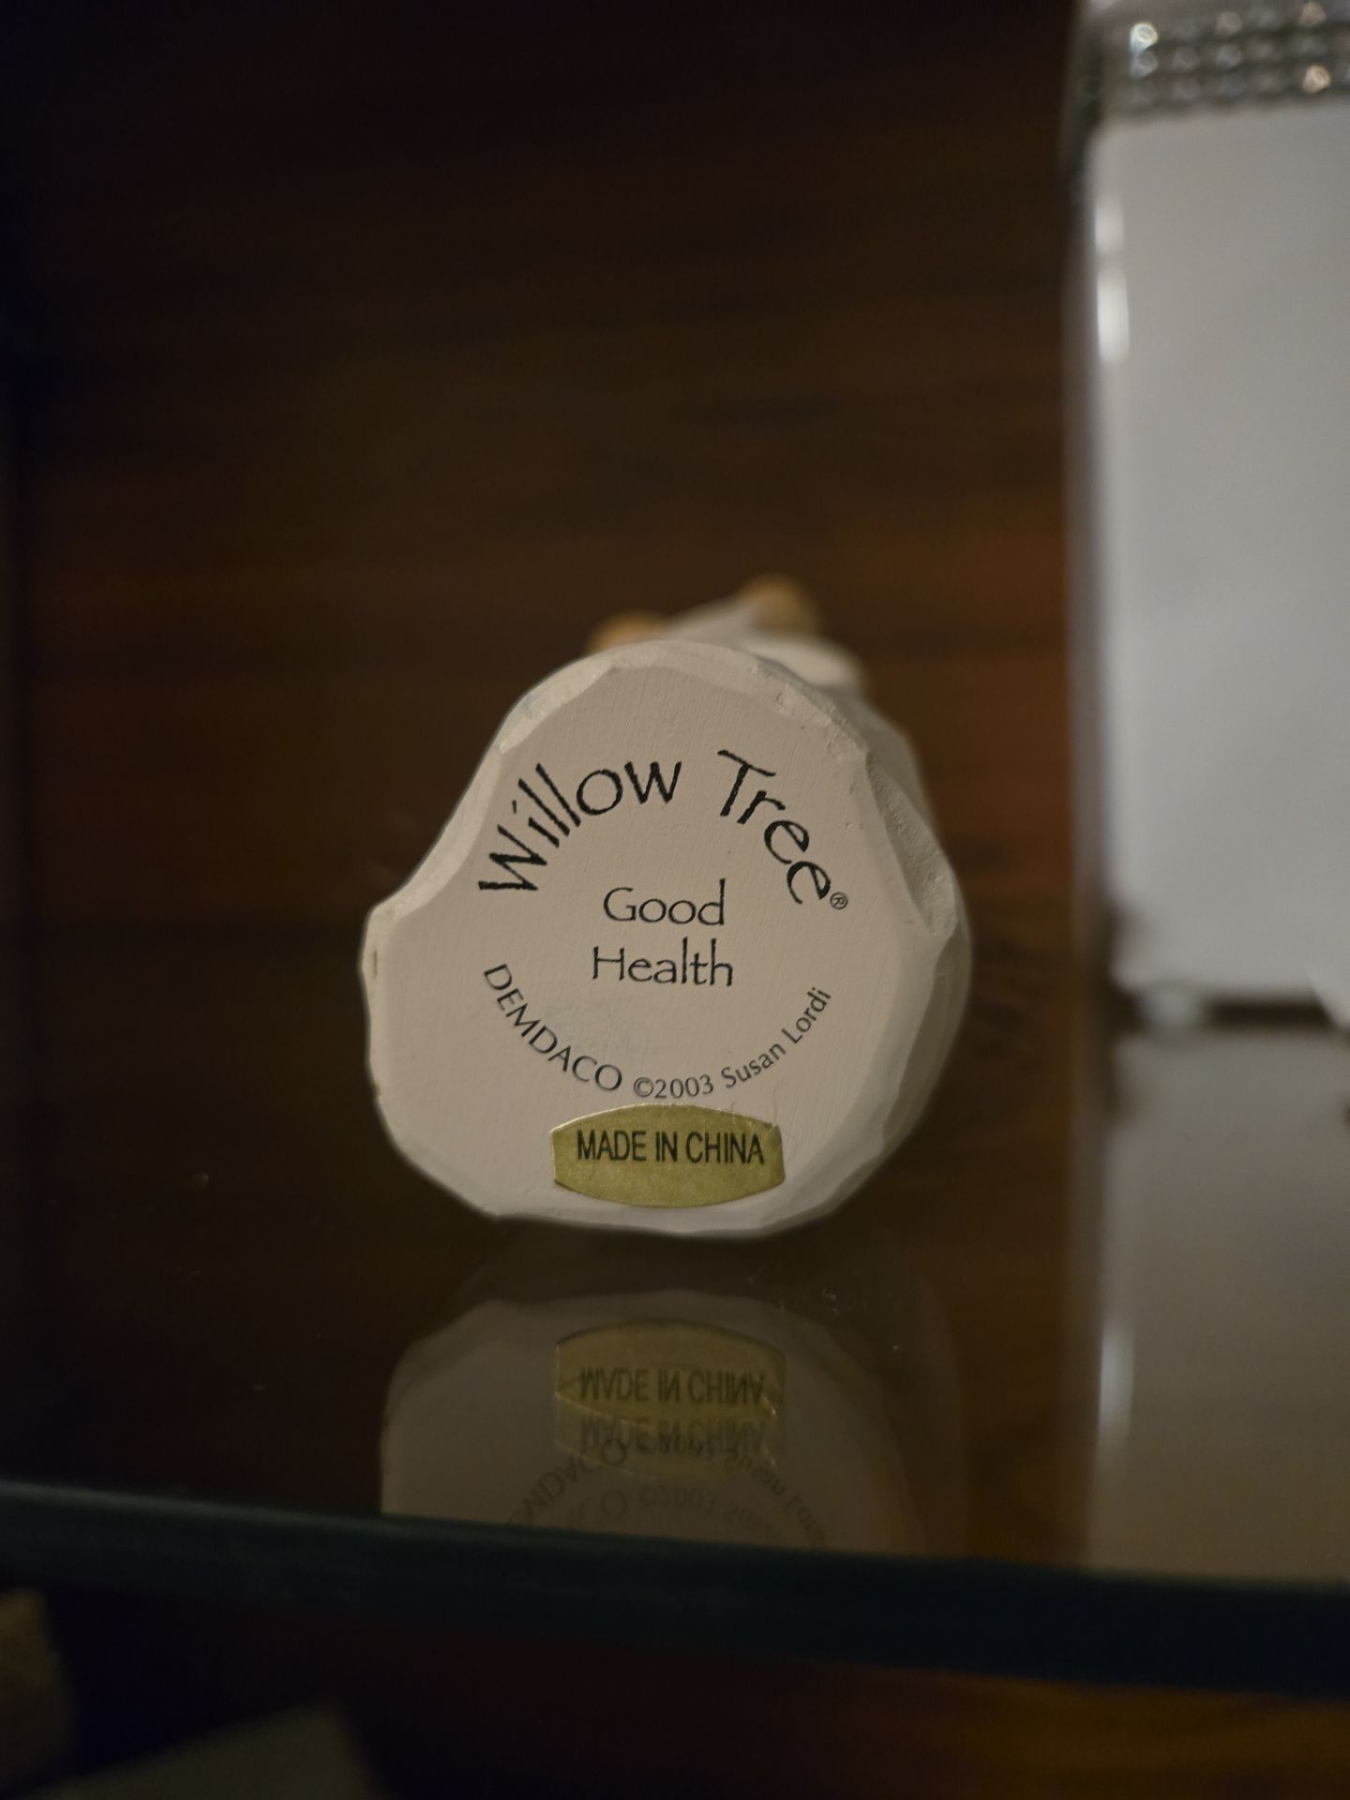 Willow Tree®
Good
Health
DEMDACO ©2003 Susan Lordi
MADE IN CHINA